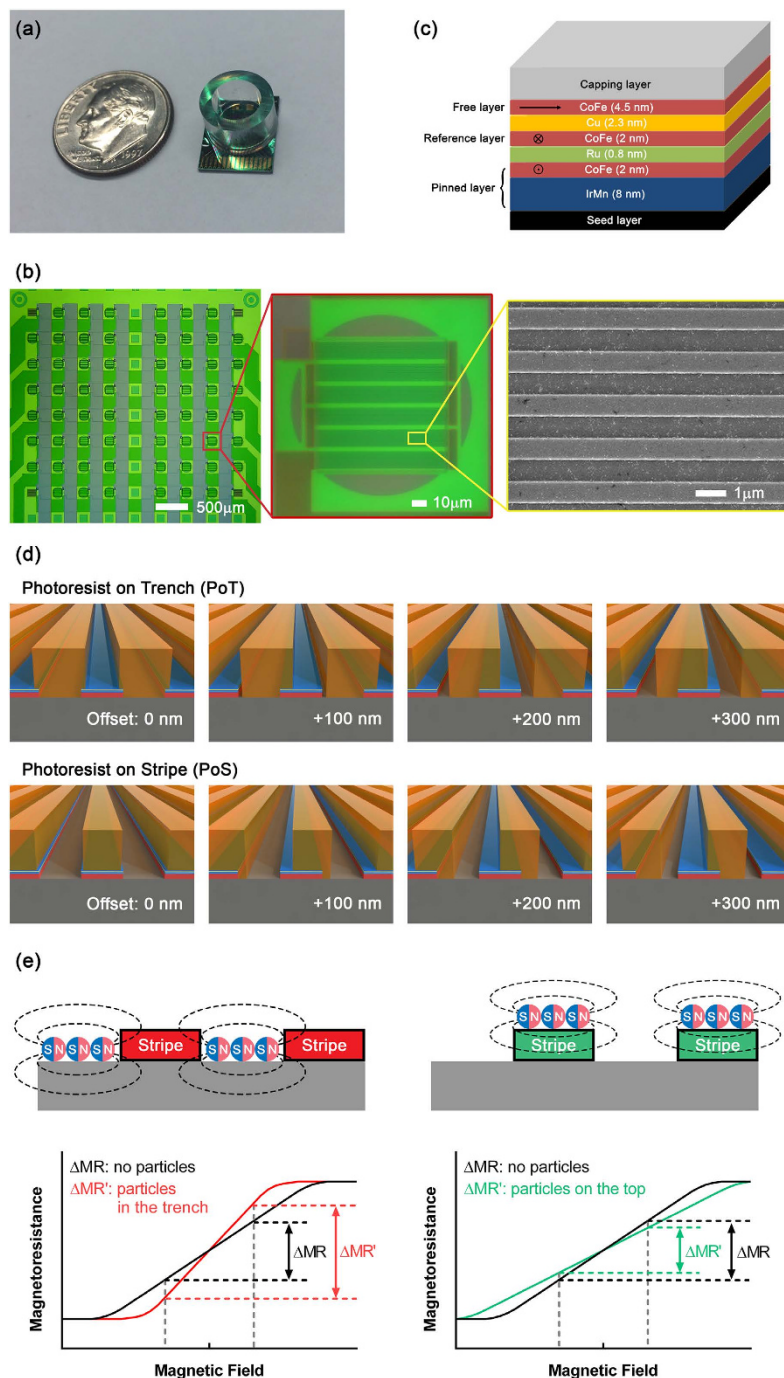 (a)
LIBERTY
1997
(c)
Capping layer
Free layer
CoFe (4.5 nm)
Cu (2.3 nm)
Reference layer
CoFe (2 nm)
Ru (0.8 nm)
CoFe (2 nm)
Pinned layer
IrMn (8 nm)
Seed layer
(b)
500μm
10μm
1μm
(d)
Photoresist on Trench (PoT)
Offset: 0 nm
+100 nm
+200 nm
+300 nm
Photoresist on Stripe (PoS)
Offset: 0 nm
+100 nm
+200 nm
+300 nm
(e)
S N S N S N
Stripe
S N S N S N
Stripe
S N S N S N
Stripe
S N S N S N
Stripe
Magnetoresistance
ΔMR: no particles
ΔMR': particles
in the trench
ΔMR
ΔMR'
Magnetic Field
Magnetoresistance
ΔMR: no particles
ΔMR': particles on the top
ΔMR'
ΔMR
Magnetic Field